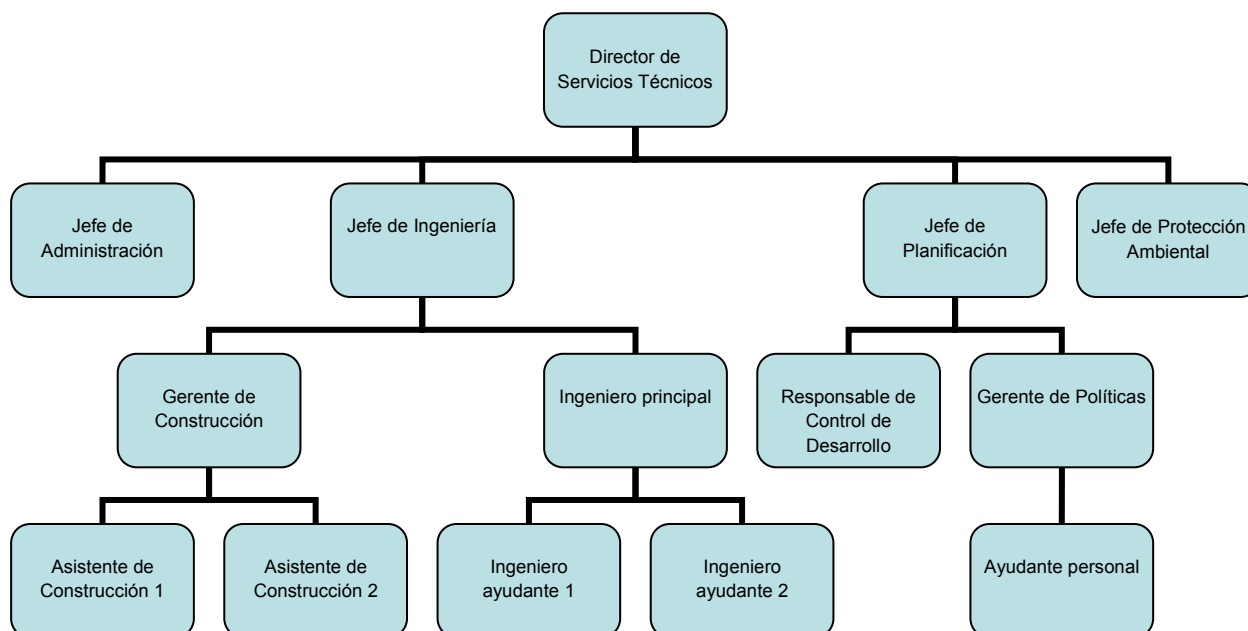 Director de
Servicios Técnicos
Jefe de
Administración
Jefe de Ingeniería
Jefe de
Planificación
Jefe de Protección
Ambiental
Gerente de
Construcción
Ingeniero principal
Responsable de
Control de
Desarrollo
Gerente de Políticas
Asistente de
Construcción 1
Asistente de
Construcción 2
Ingeniero
ayudante 1
Ingeniero
ayudante 2
Ayudante personal